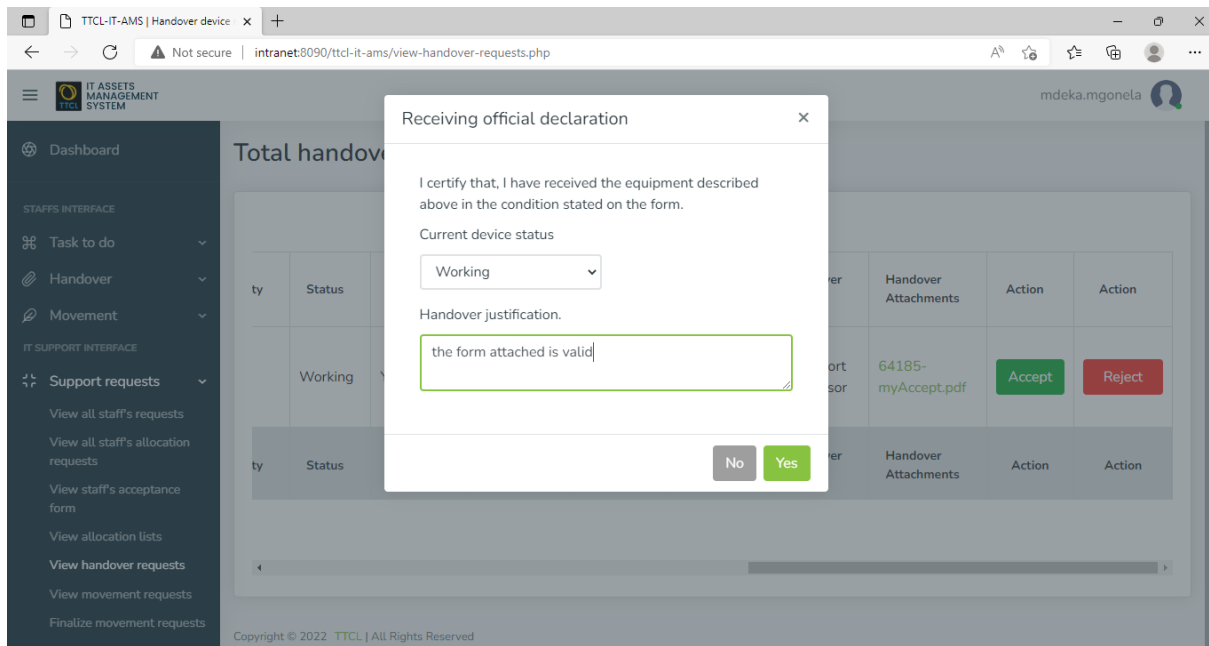 TTCL-IT-AMS | Handover device
Not secure | intranet:8090/ttcl-it-ams/view-handover-requests.php
TTCL
IT ASSETS
MANAGEMENT
SYSTEM
mdeka.mgonela
Dashboard
STAFFS INTERFACE
Task to do
Handover
Movement
IT SUPPORT INTERFACE
Support requests
View all staff's requests
View all staff's allocation
requests
View staff's acceptance
form
View allocation lists
View handover requests
View movement requests
Finalize movement requests
Total handov
Receiving official declaration
I certify that, I have received the equipment described
above in the condition stated on the form.
Current device status
Working
Handover justification.
the form attached is valid
No Yes
ty Status er Handover
Attachments Action Action
Working Y ort
sor 64185-
myAccept.pdf Accept Reject
ty Status er Handover
Attachments Action Action
Copyright © 2022 TTCL | All Rights Reserved